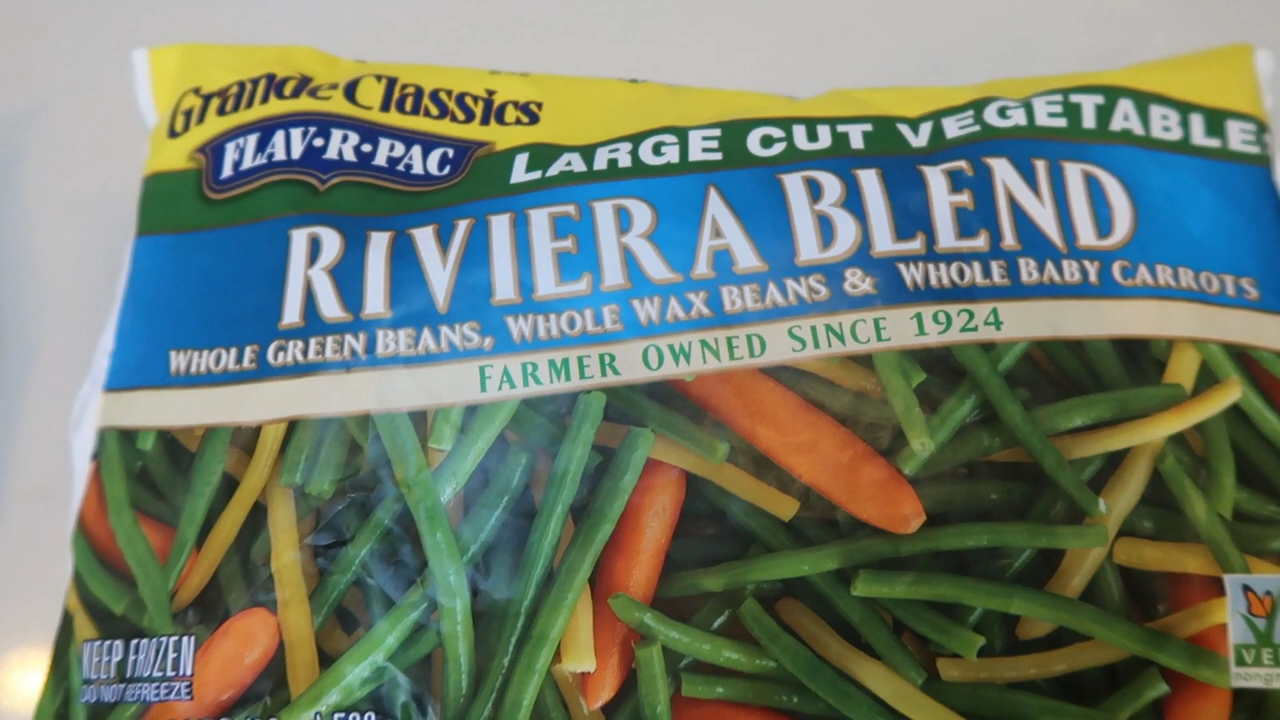 Grande Classics
FLAV·R·PAC
LARGE CUT VEGETABLES
RIVIERA BLEND
WHOLE GREEN BEANS, WHOLE WAX BEANS & WHOLE BABY CARROTS
FARMER OWNED SINCE 1924
KEEP FROZEN
DO NOT REFREEZE